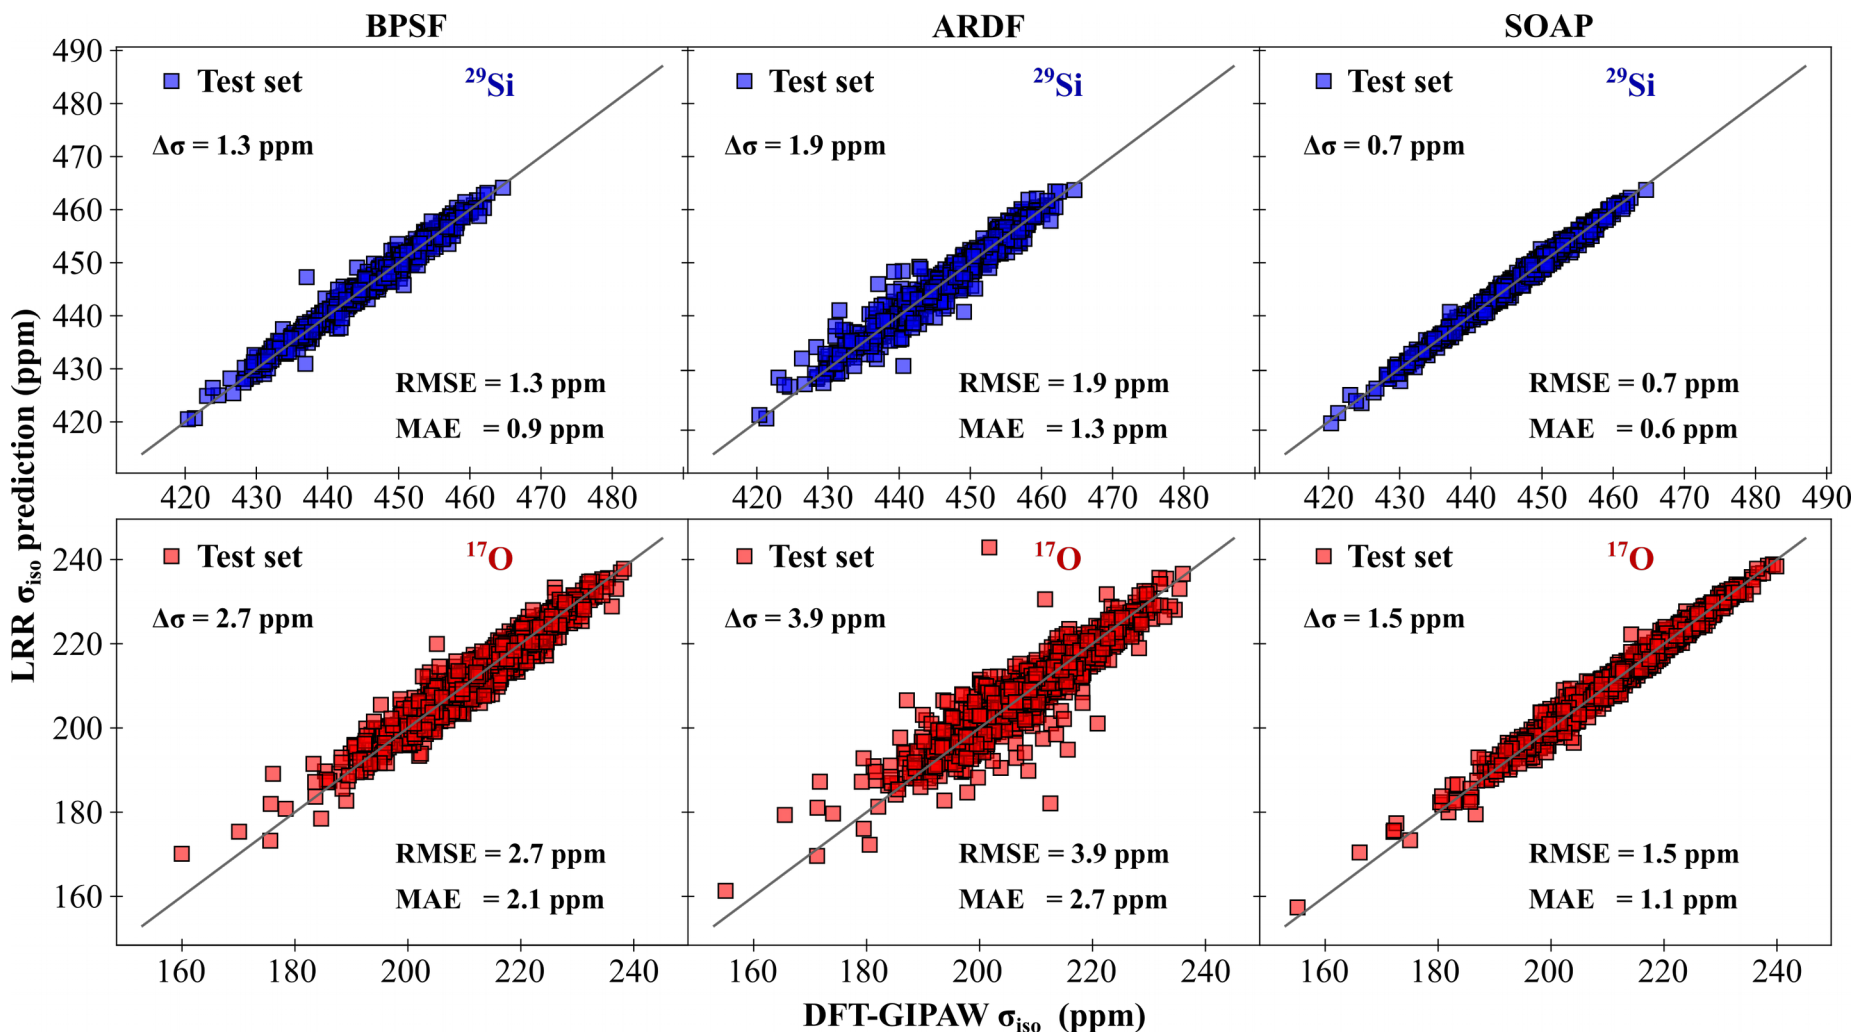 BPSF ARDF SOAP
490
480
470
460
450
440
430
420
Test set ²⁹Si
Δσ = 1.3 ppm
RMSE = 1.3 ppm
MAE = 0.9 ppm
420 430 440 450 460 470 480
Test set ²⁹Si
Δσ = 1.9 ppm
RMSE = 1.9 ppm
MAE = 1.3 ppm
420 430 440 450 460 470 480
Test set ²⁹Si
Δσ = 0.7 ppm
RMSE = 0.7 ppm
MAE = 0.6 ppm
420 430 440 450 460 470 480 490
LRR σiso prediction (ppm)
240
220
200
180
160
Test set ¹⁷O
Δσ = 2.7 ppm
RMSE = 2.7 ppm
MAE = 2.1 ppm
160 180 200 220 240
Test set ¹⁷O
Δσ = 3.9 ppm
RMSE = 3.9 ppm
MAE = 2.7 ppm
160 180 200 220 240
Test set ¹⁷O
Δσ = 1.5 ppm
RMSE = 1.5 ppm
MAE = 1.1 ppm
160 180 200 220 240
DFT-GIPAW σiso (ppm)